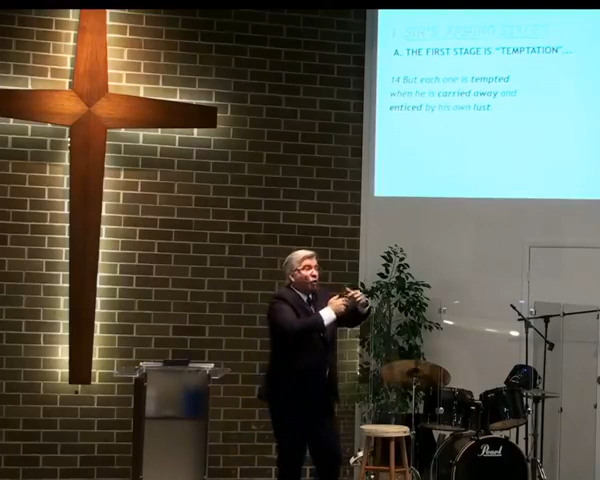 A. THE FIRST STAGE IS "TEMPTATION"...
14 But each one is tempted
when he is carried away and
enticed by his own lust.
Pearl